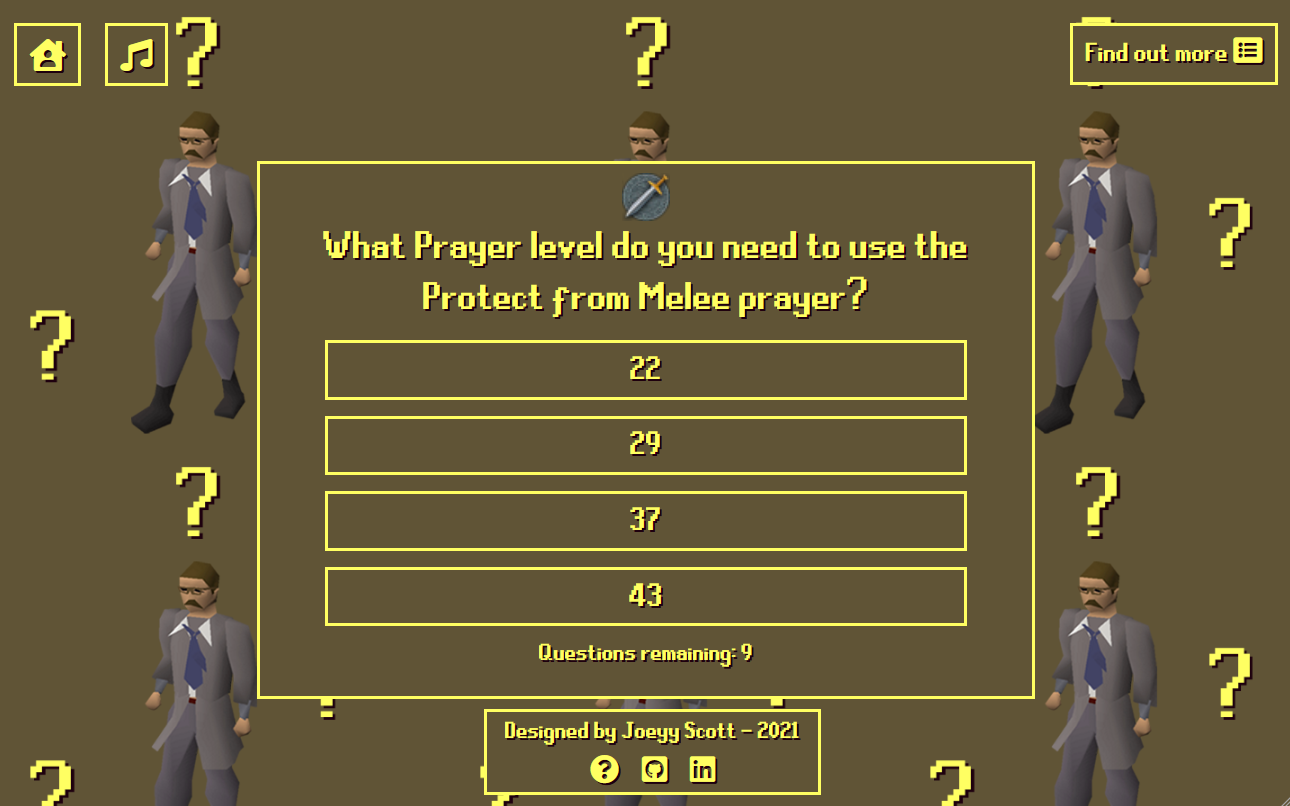 ?
?
Find out more
?
?
What Prayer level do you need to use the
Protect from Melee prayer?
22
29
37
43
?
?
Questions remaining: 9
?
Designed by Joeyy Scott - 2021
?
in
?
?